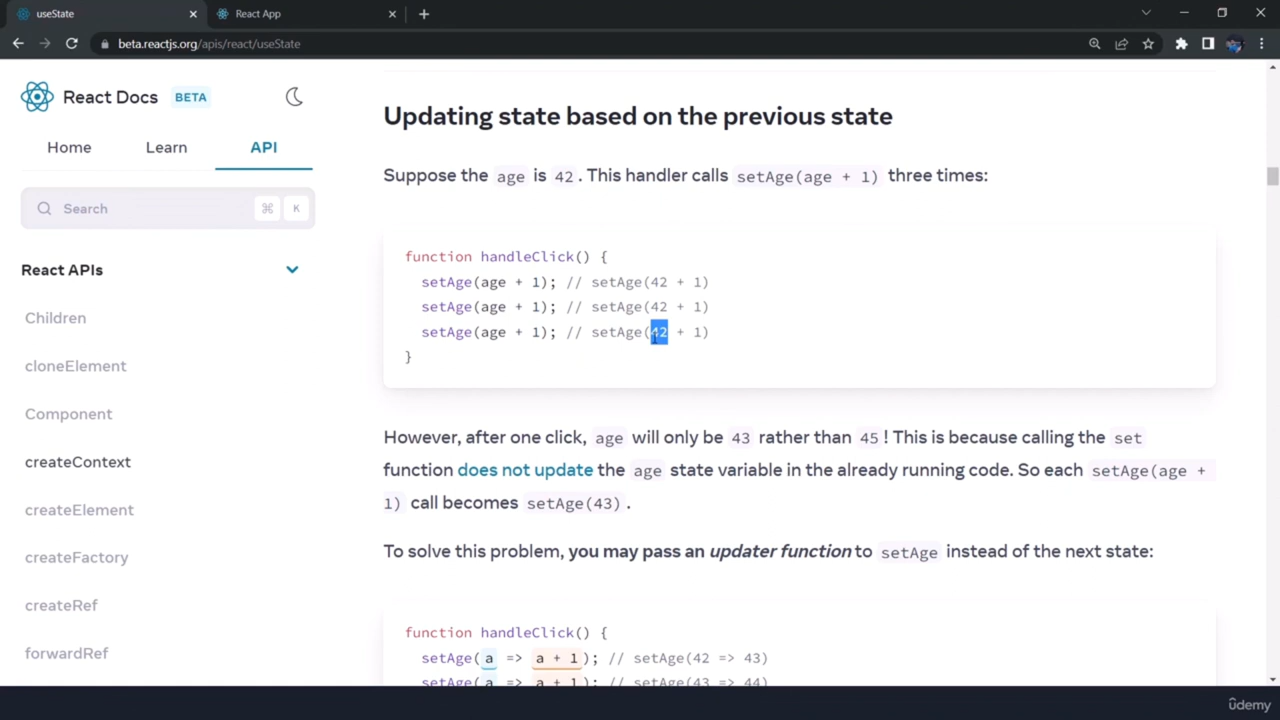 useState
React App
beta.reactjs.org/apis/react/useState
React Docs BETA
Home Learn API
Search ⌘ K
React APIs
Children
cloneElement
Component
createContext
createElement
createFactory
createRef
forwardRef
Updating state based on the previous state
Suppose the age is 42. This handler calls setAge(age + 1) three times:
function handleClick() {
setAge(age + 1); // setAge(42 + 1)
setAge(age + 1); // setAge(42 + 1)
setAge(age + 1); // setAge(42 + 1)
}
However, after one click, age will only be 43 rather than 45! This is because calling the set
function does not update the age state variable in the already running code. So each setAge(age +
1) call becomes setAge(43).
To solve this problem, you may pass an updater function to setAge instead of the next state:
function handleClick() {
setAge(a => a + 1); // setAge(42 => 43)
setAge(a => a + 1); // setAge(43 => 44)
ûdemy